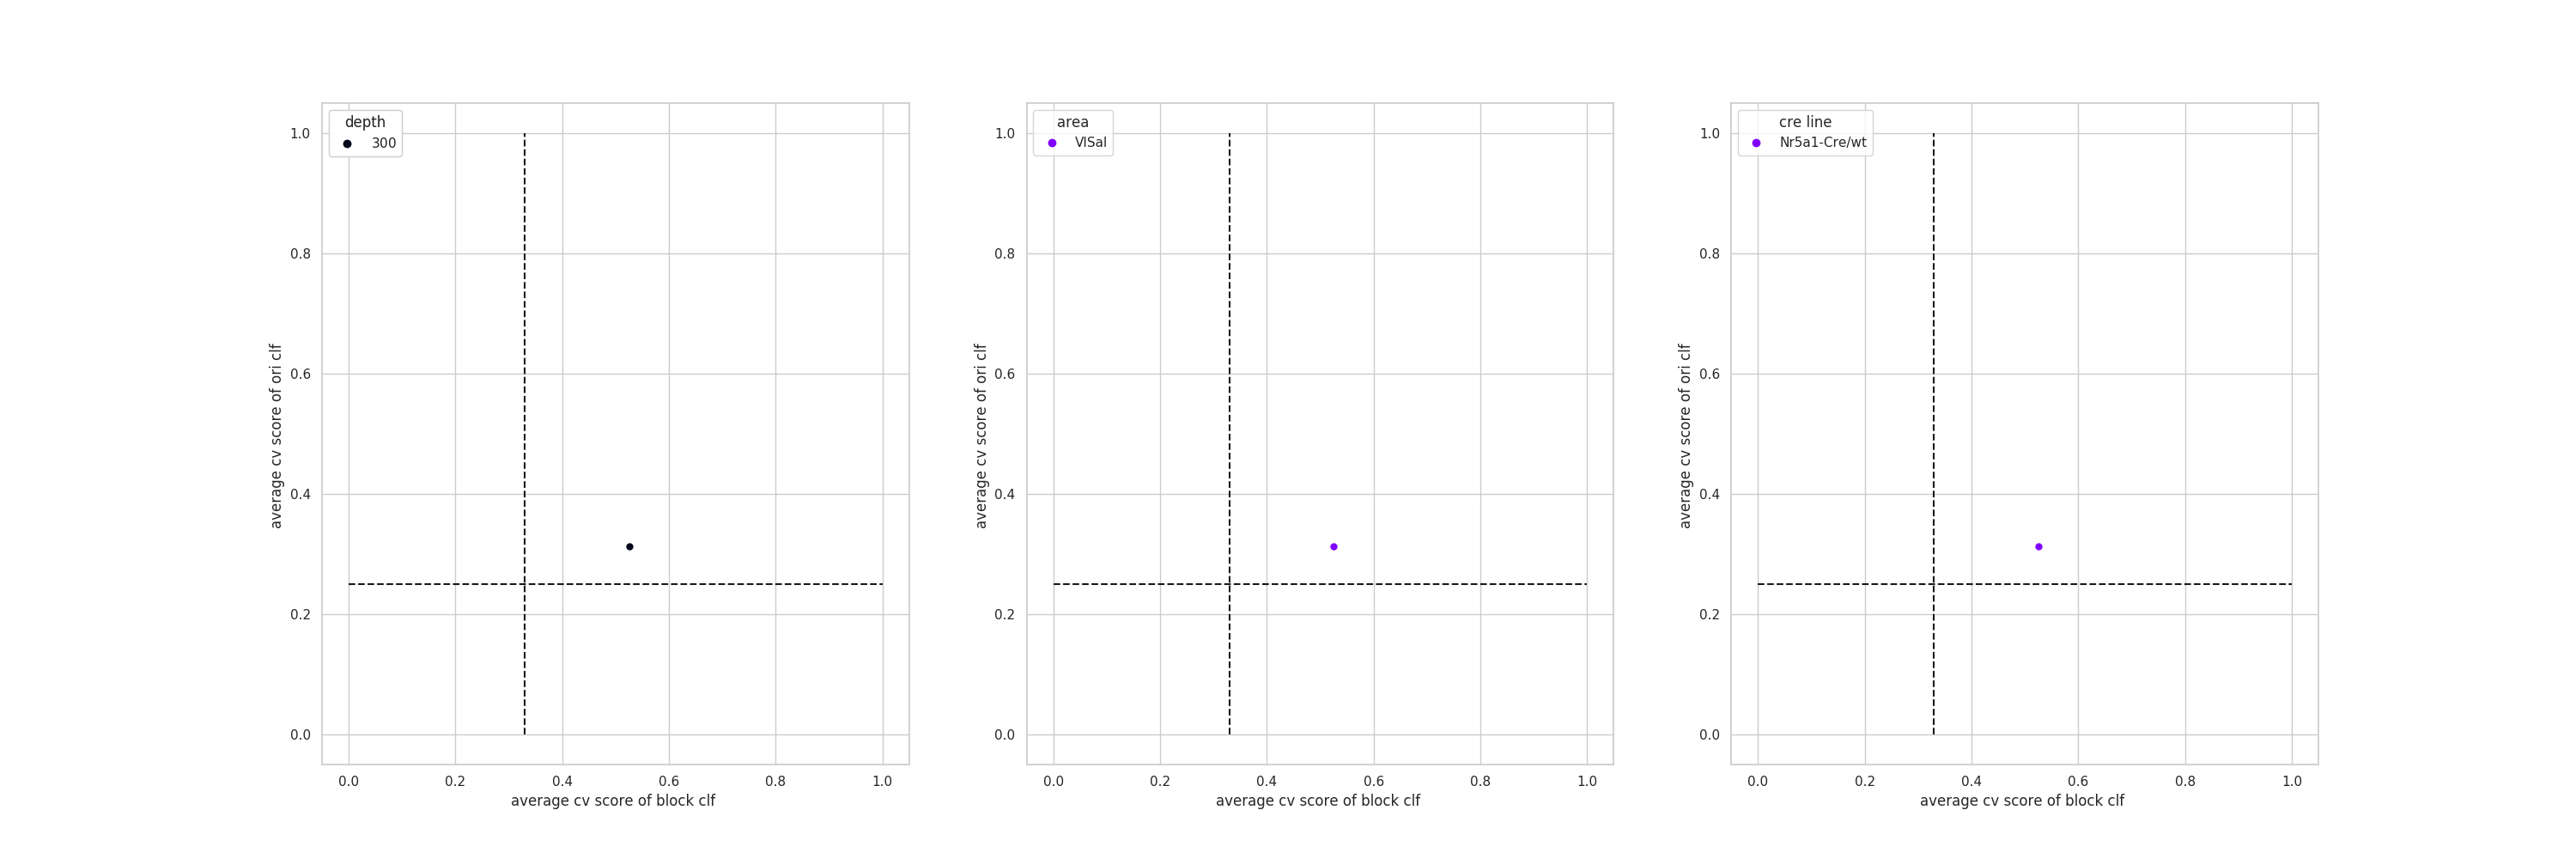 depth
300
1.0
0.8
0.6
0.4
0.2
0.0
average cv score of ori clf
0.0 0.2 0.4 0.6 0.8 1.0
average cv score of block clf
area
VISal
1.0
0.8
0.6
0.4
0.2
0.0
average cv score of ori clf
0.0 0.2 0.4 0.6 0.8 1.0
average cv score of block clf
cre line
Nr5a1-Cre/wt
1.0
0.8
0.6
0.4
0.2
0.0
average cv score of ori clf
0.0 0.2 0.4 0.6 0.8 1.0
average cv score of block clf